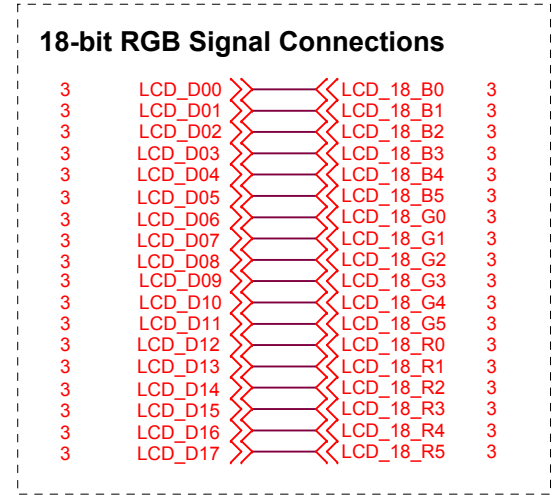 18-bit RGB Signal Connections
3 LCD_D00 LCD_18_B0 3
3 LCD_D01 LCD_18_B1 3
3 LCD_D02 LCD_18_B2 3
3 LCD_D03 LCD_18_B3 3
3 LCD_D04 LCD_18_B4 3
3 LCD_D05 LCD_18_B5 3
3 LCD_D06 LCD_18_G0 3
3 LCD_D07 LCD_18_G1 3
3 LCD_D08 LCD_18_G2 3
3 LCD_D09 LCD_18_G3 3
3 LCD_D10 LCD_18_G4 3
3 LCD_D11 LCD_18_G5 3
3 LCD_D12 LCD_18_R0 3
3 LCD_D13 LCD_18_R1 3
3 LCD_D14 LCD_18_R2 3
3 LCD_D15 LCD_18_R3 3
3 LCD_D16 LCD_18_R4 3
3 LCD_D17 LCD_18_R5 3